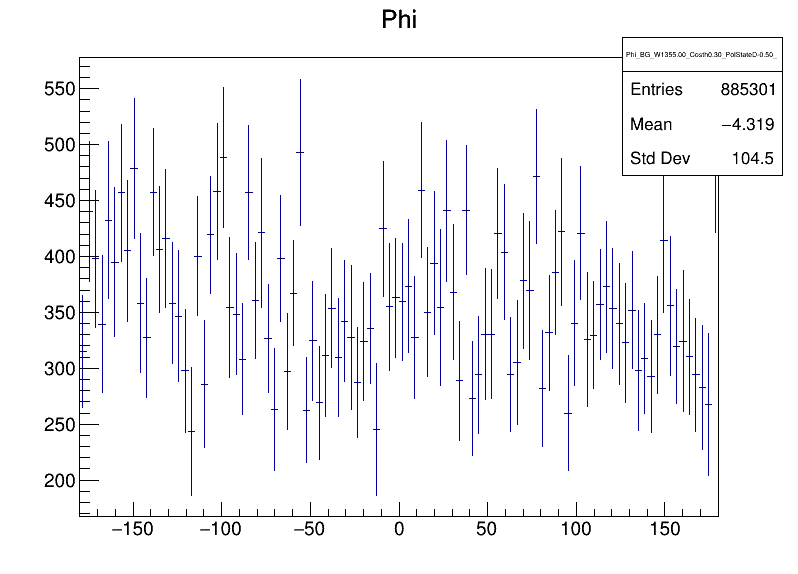 Phi
Phi_BG_W1355.00_Costh0.30_PolStateD-0.50_
Entries 885301
Mean −4.319
Std Dev 104.5
550
500
450
400
350
300
250
200
−150 −100 −50 0 50 100 150